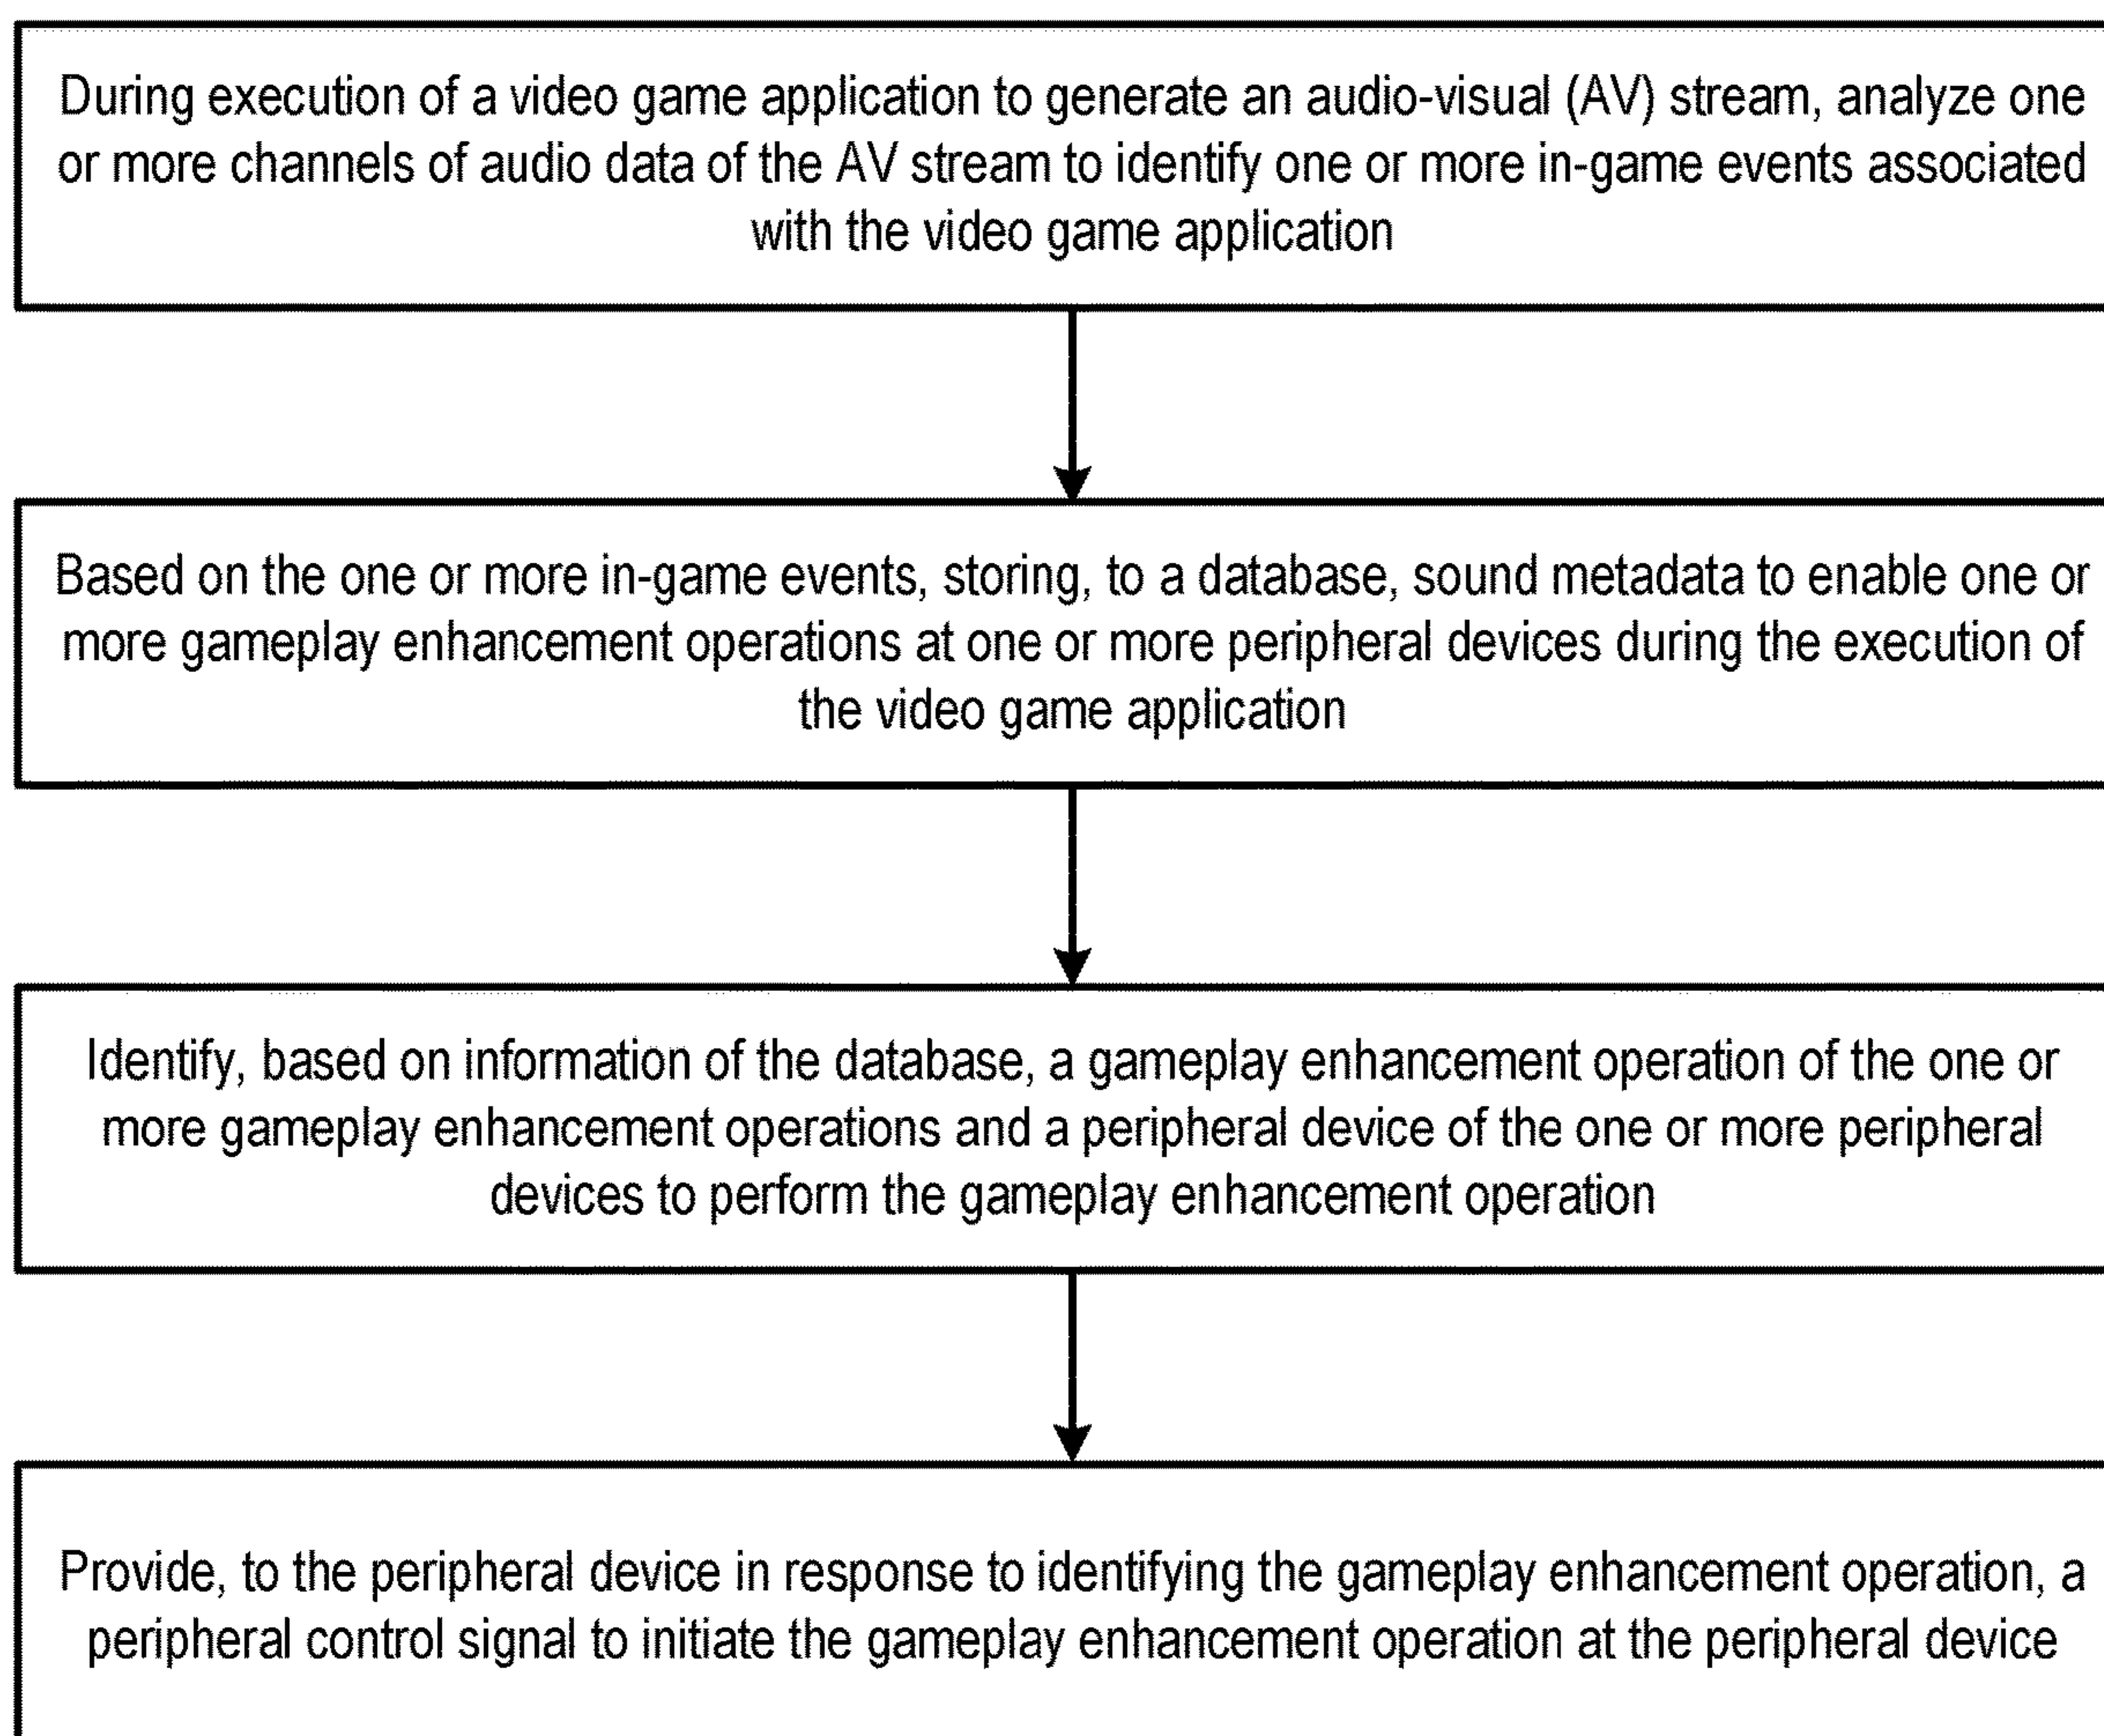 During execution of a video game application to generate an audio-visual (AV) stream, analyze one
or more channels of audio data of the AV stream to identify one or more in-game events associated
with the video game application
Based on the one or more in-game events, storing, to a database, sound metadata to enable one or
more gameplay enhancement operations at one or more peripheral devices during the execution of
the video game application
Identify, based on information of the database, a gameplay enhancement operation of the one or
more gameplay enhancement operations and a peripheral device of the one or more peripheral
devices to perform the gameplay enhancement operation
Provide, to the peripheral device in response to identifying the gameplay enhancement operation, a
peripheral control signal to initiate the gameplay enhancement operation at the peripheral device